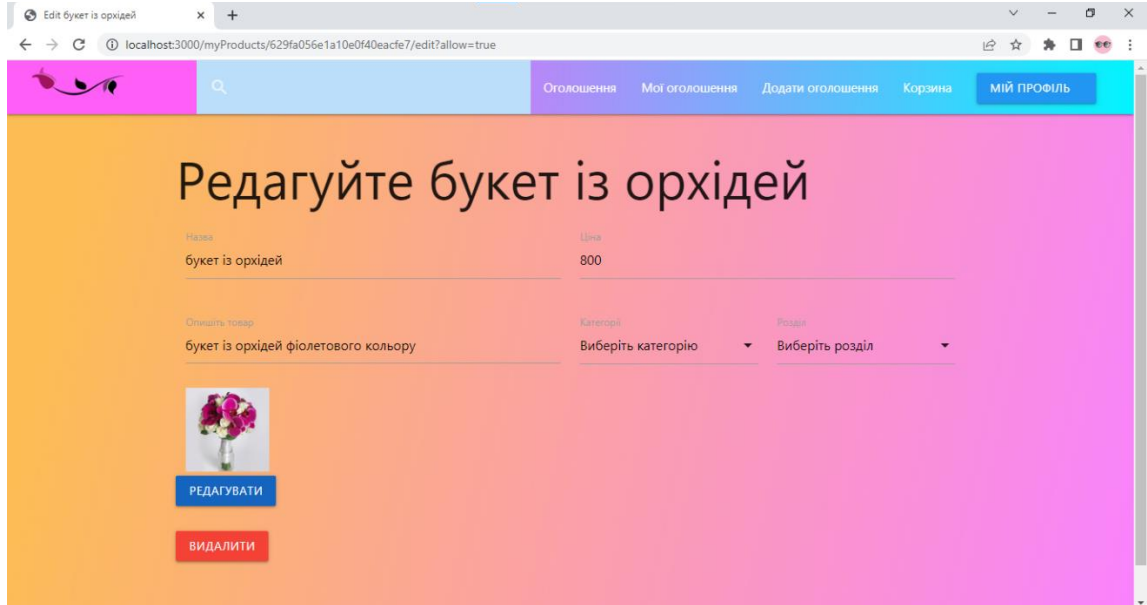 Edit букет із орхідей
localhost:3000/myProducts/629fa056e1a10e0f40eacfe7/edit?allow=true
Оголошення Мої оголошення Додати оголошення Корзина МІЙ ПРОФІЛЬ
Редагуйте букет із орхідей
Назва Ціна
букет із орхідей 800
Опишіть товар Категорії Розділ
букет із орхідей фіолетового кольору Виберіть категорію Виберіть розділ
РЕДАГУВАТИ
ВИДАЛИТИ